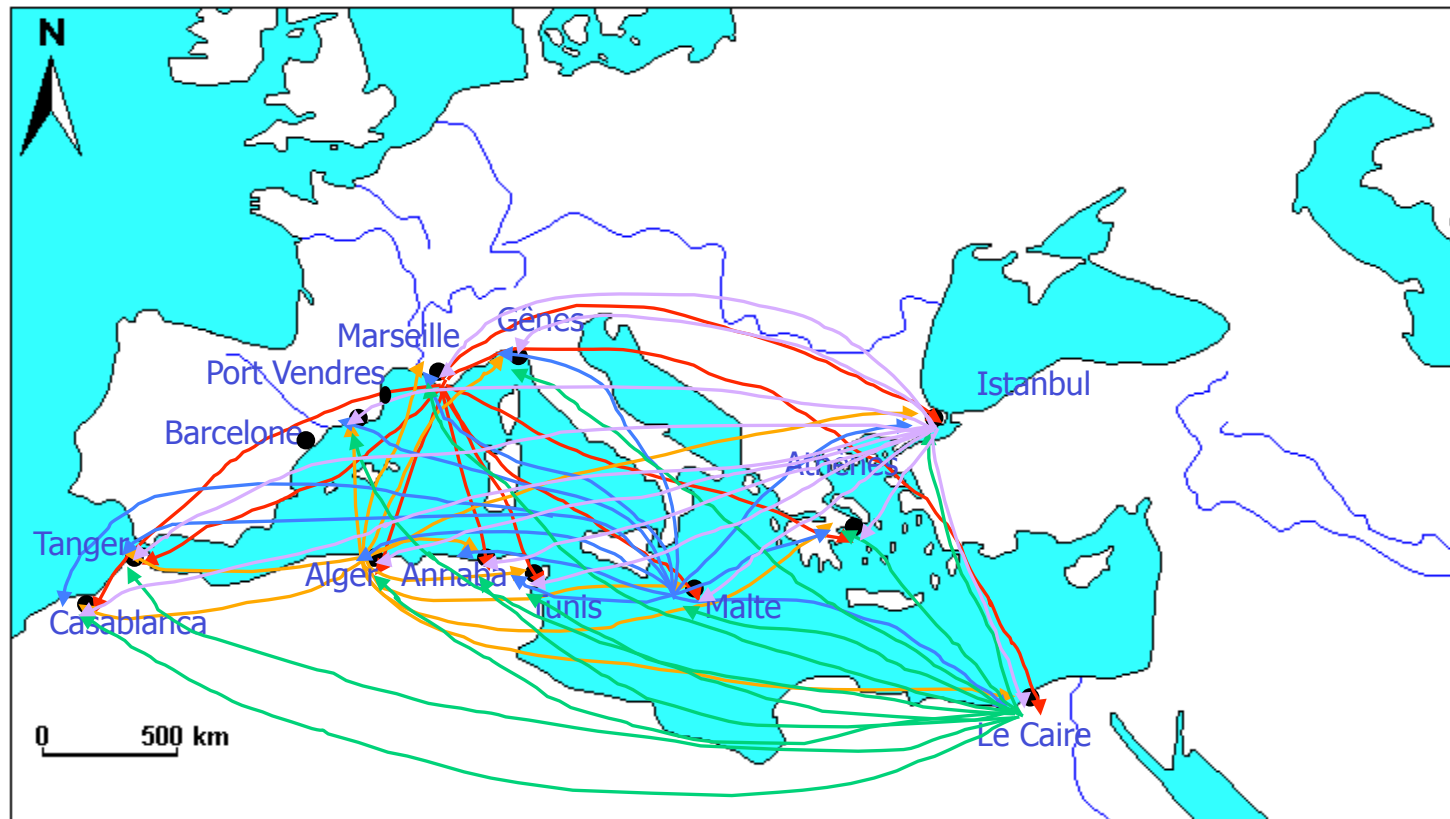 N
Gênes
Marseille
Port Vendres
Istanbul
Barcelone
Athènes
Tanger
Alger
Annaba
Tunis
Malte
Casablanca
0 500 km
Le Caire